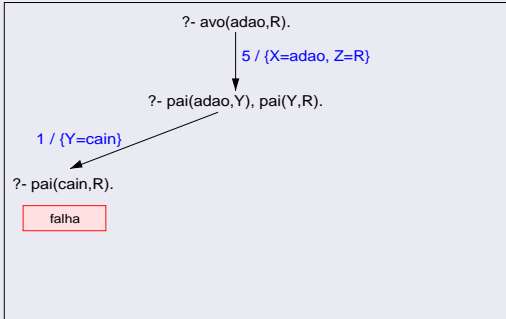 ?- avo(adao,R).
5 / {X=adao, Z=R}
?- pai(adao,Y), pai(Y,R).
1 / {Y=cain}
?- pai(cain,R).
falha